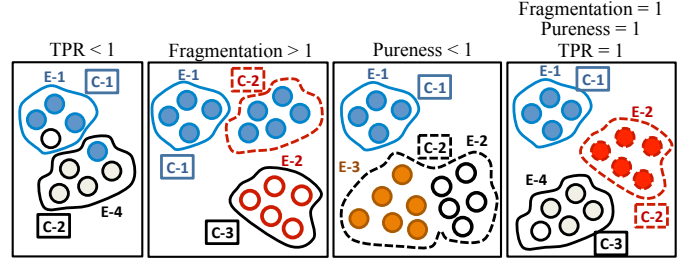 Fragmentation = 1
Pureness = 1
TPR < 1 Fragmentation > 1 Pureness < 1 TPR = 1
E-1 C-1 E-1 C-2 E-1 C-1 E-1 C-1
E-2
C-1 C-2 E-2
E-2 E-3 E-4
C-2 E-4 C-3 C-2
C-3